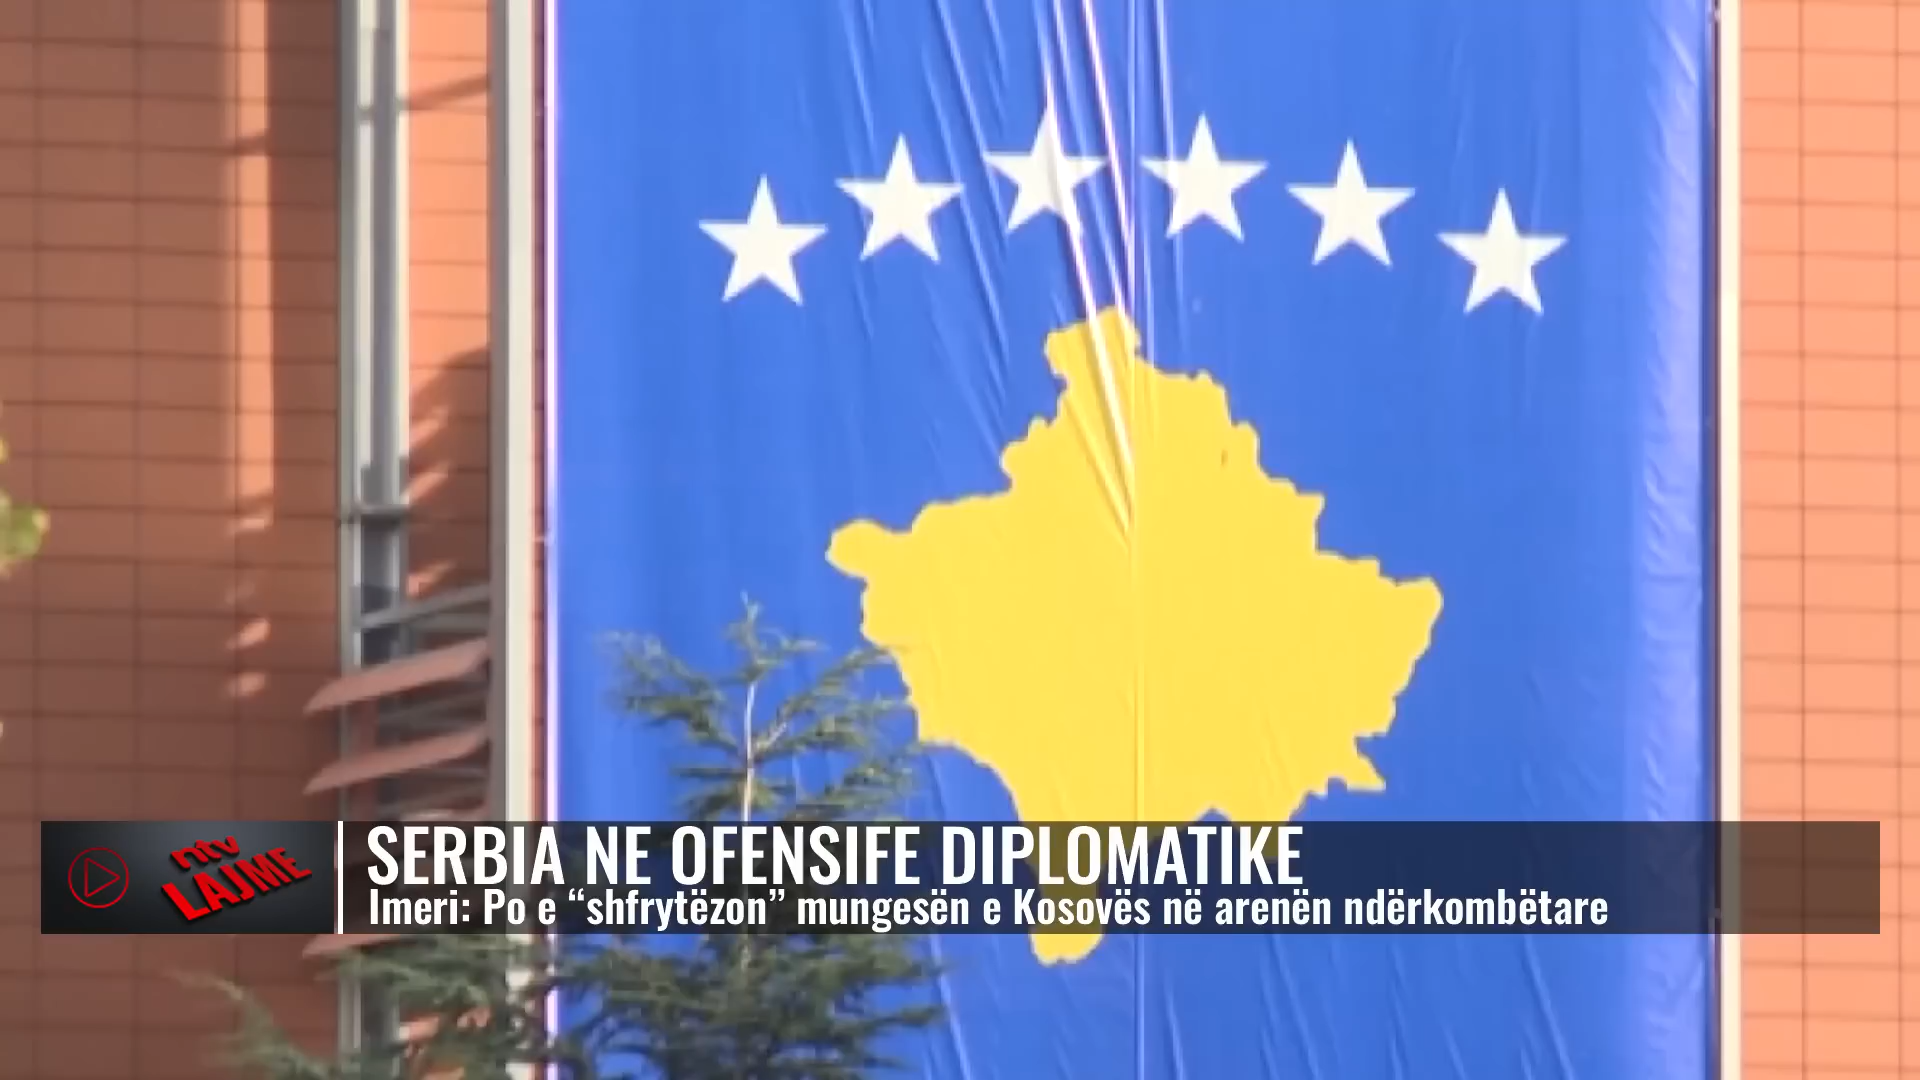 ntv
LAJME
SERBIA NE OFENSIFE DIPLOMATIKE
Imeri: Po e “shfrytëzon” mungesën e Kosovës në arenën ndërkombëtare